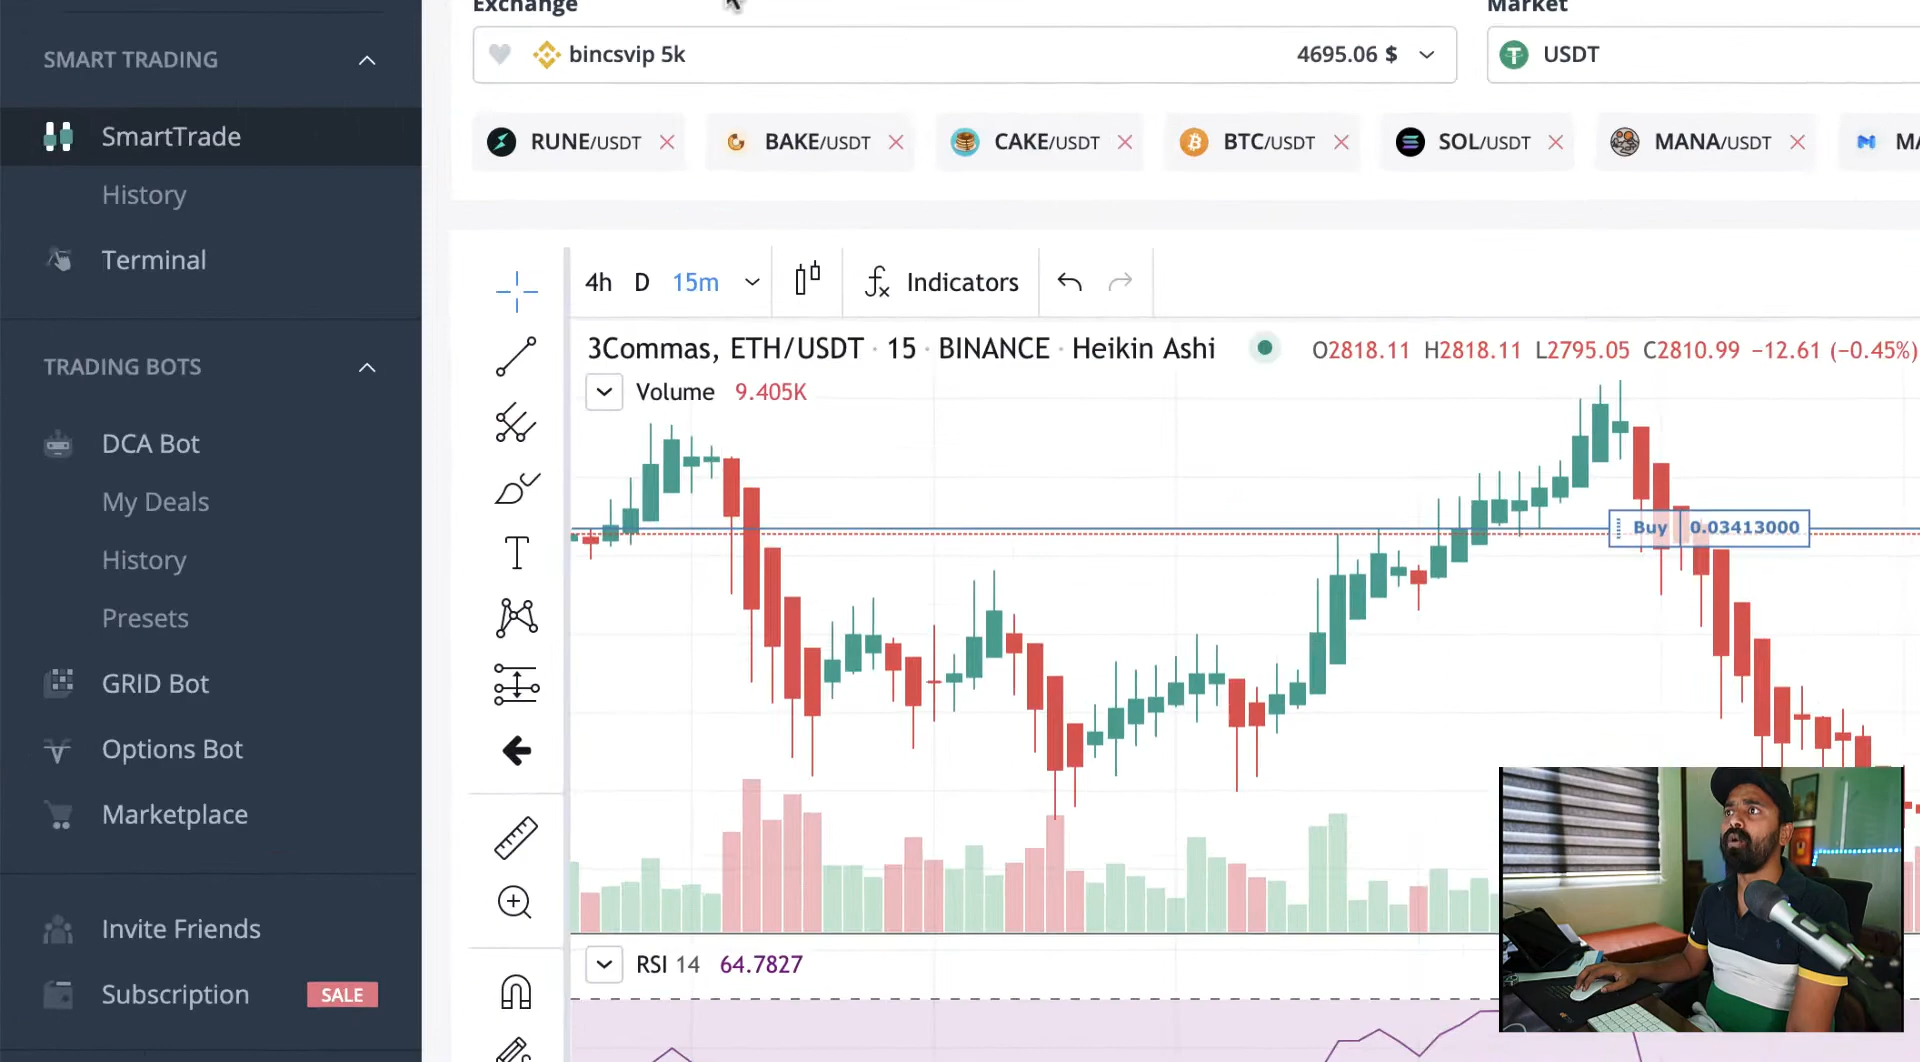 Exchange
Market
SMART TRADING
bincsvip 5k
4695.06 $
USDT
SmartTrade
RUNE/USDT
BAKE/USDT
CAKE/USDT
BTC/USDT
SOL/USDT
MANA/USDT
MA
History
Terminal
4h D 15m
Indicators
3Commas, ETH/USDT · 15 · BINANCE · Heikin Ashi
O2818.11 H2818.11 L2795.05 C2810.99 −12.61 (−0.45%)
TRADING BOTS
Volume 9.405K
DCA Bot
My Deals
Buy 0.03413000
History
Presets
GRID Bot
Options Bot
Marketplace
Invite Friends
RSI 14 64.7827
Subscription
SALE